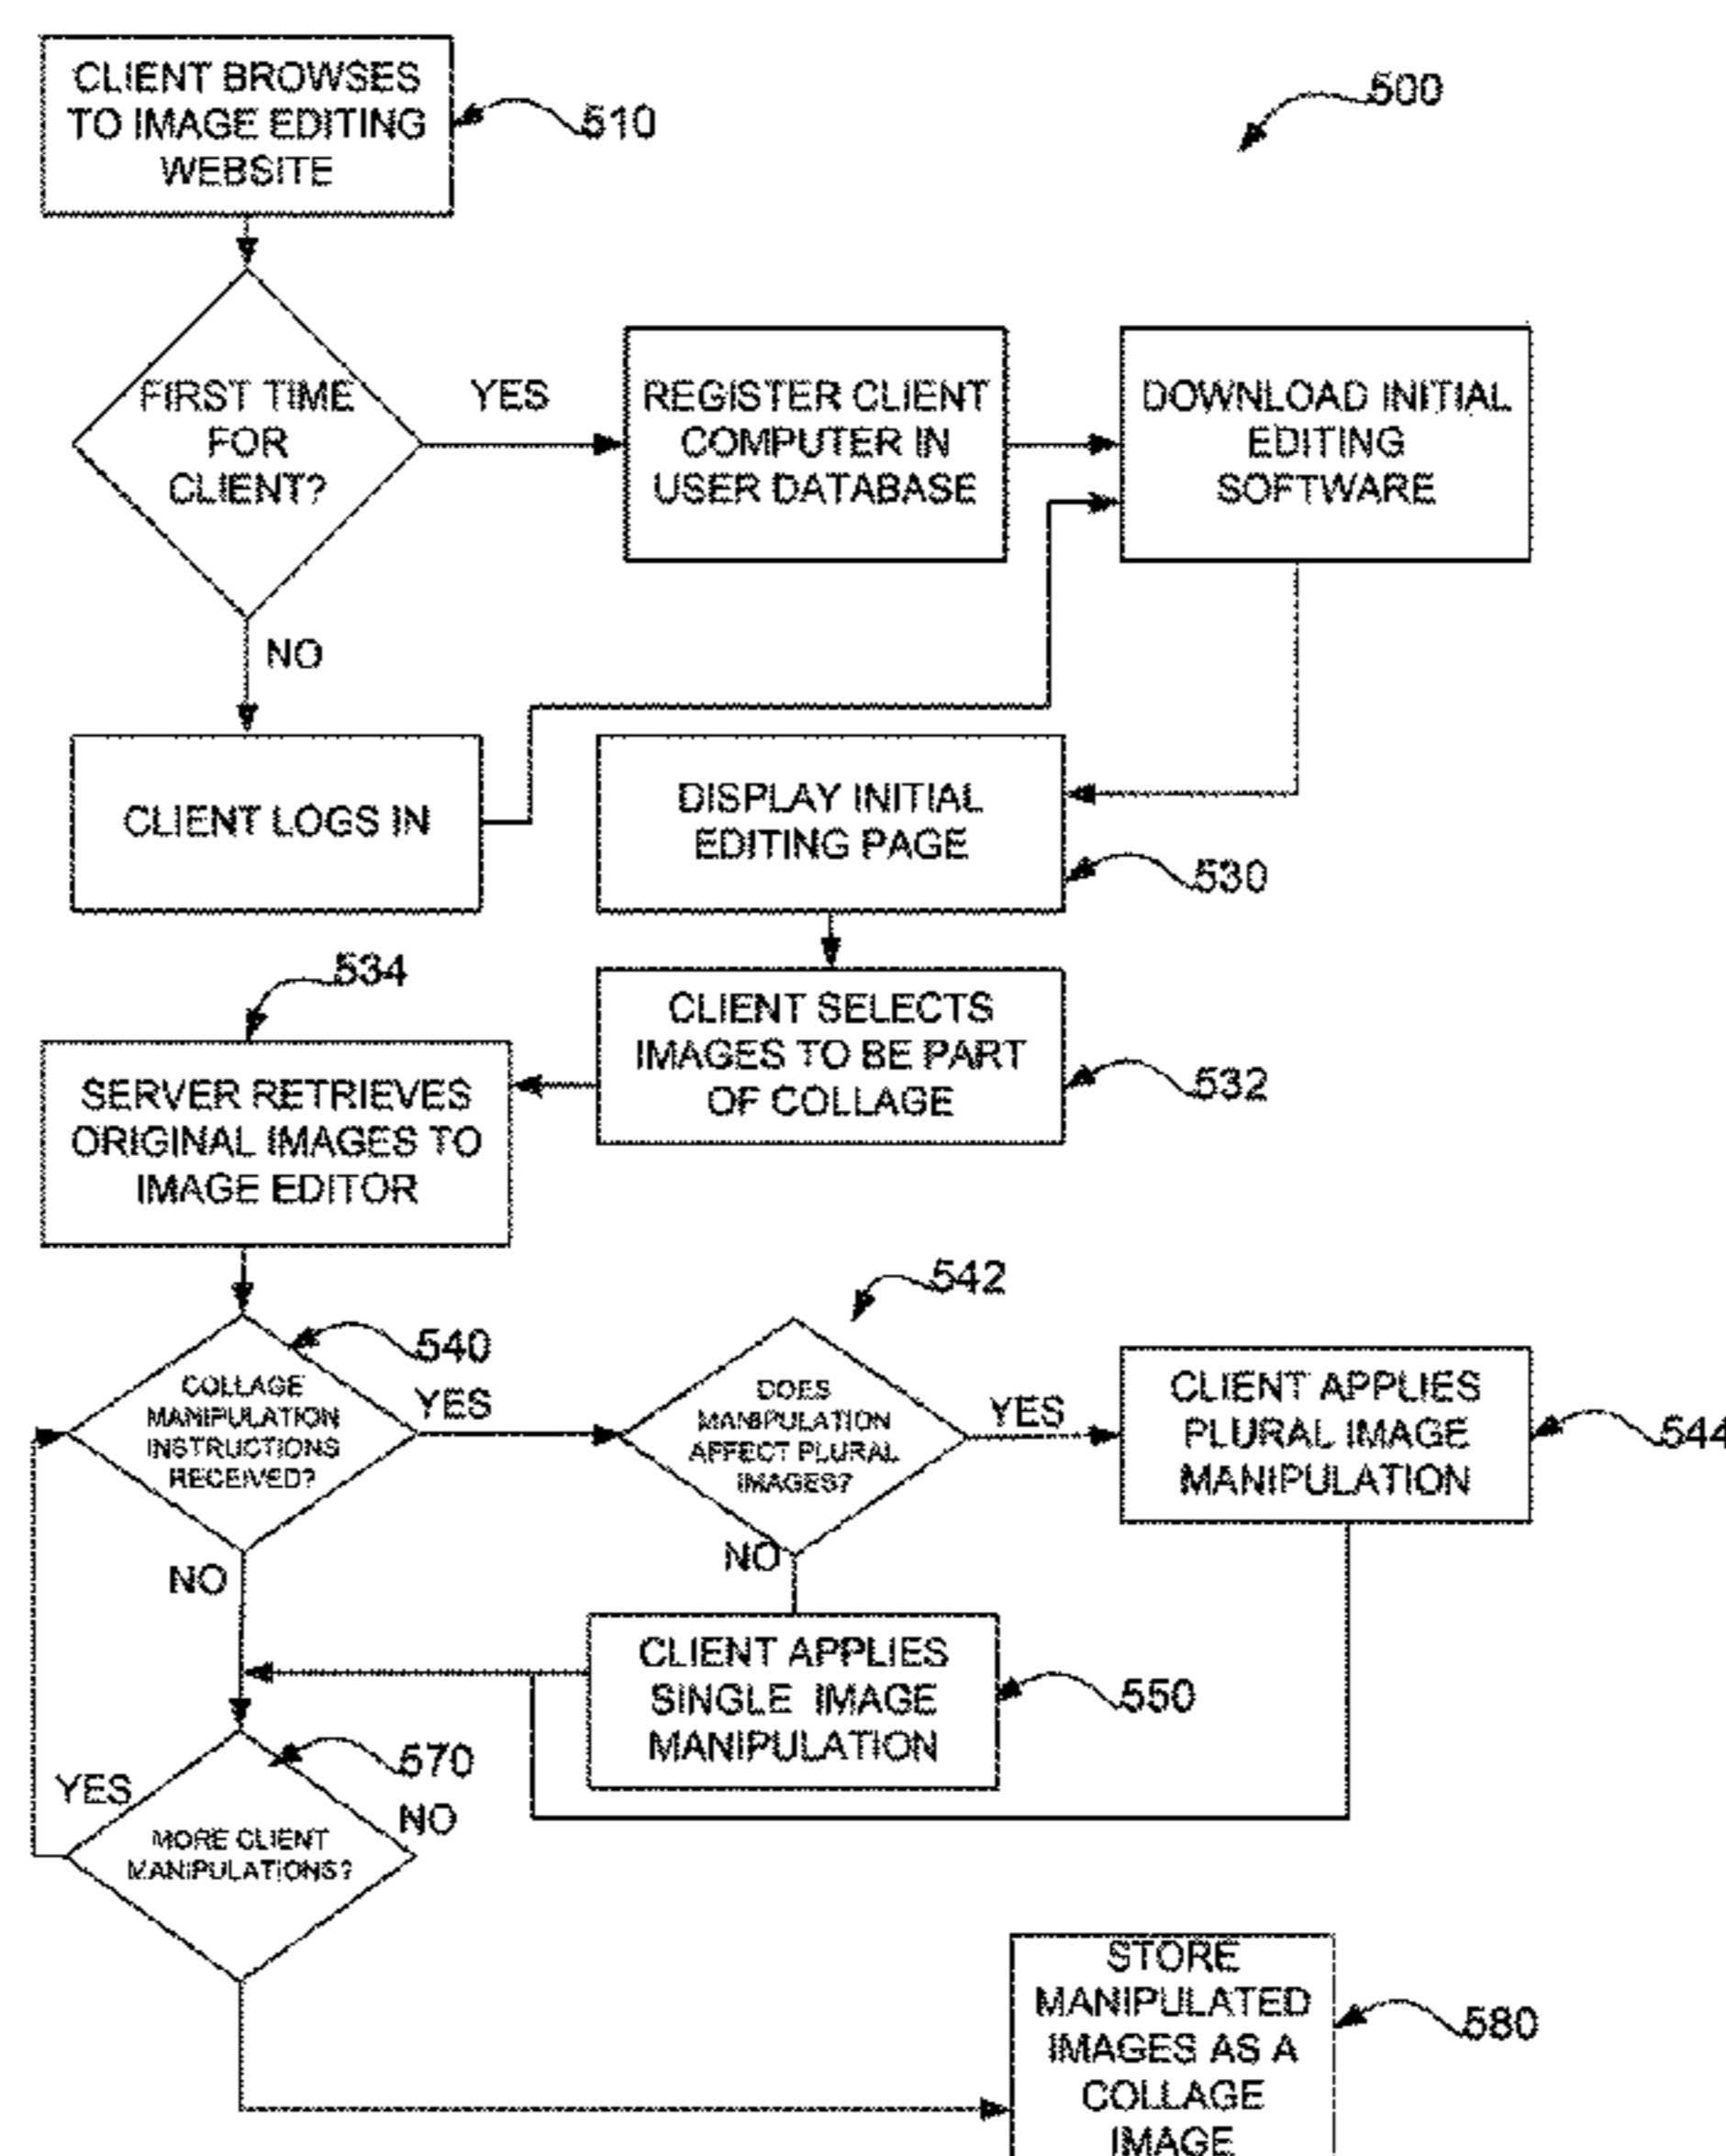 CLIENT BROWSES
TO IMAGE EDITING
WEBSITE
510
500
FIRST TIME
FOR
CLIENT?
YES
REGISTER CLIENT
COMPUTER IN
USER DATABASE
DOWNLOAD INITIAL
EDITING
SOFTWARE
NO
CLIENT LOGS IN
DISPLAY INITIAL
EDITING PAGE
530
534
CLIENT SELECTS
IMAGES TO BE PART
OF COLLAGE
532
SERVER RETRIEVES
ORIGINAL IMAGES TO
IMAGE EDITOR
540
COLLAGE
MANIPULATION
INSTRUCTIONS
RECEIVED?
YES
542
DOES
MANIPULATION
AFFECT PLURAL
IMAGES?
YES
CLIENT APPLIES
PLURAL IMAGE
MANIPULATION
544
NO
NO
CLIENT APPLIES
SINGLE IMAGE
MANIPULATION
550
570
YES
NO
MORE CLIENT
MANIPULATIONS?
STORE
MANIPULATED
IMAGES AS A
COLLAGE
IMAGE
580